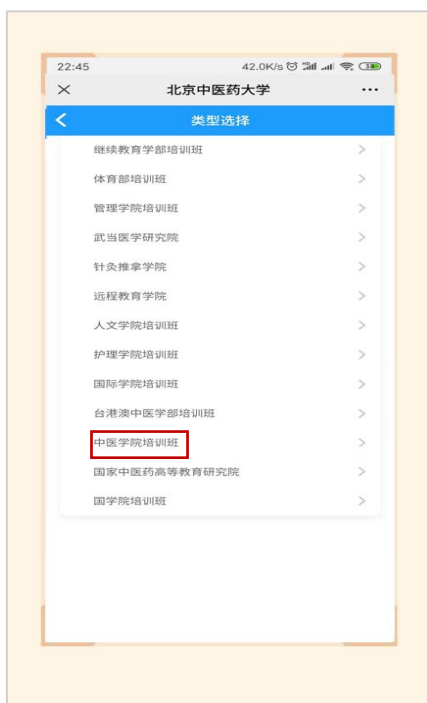 22:45 42.0K/s
北京中医药大学
类型选择
继续教育学部培训班
体育部培训班
管理学院培训班
武当医学研究院
针灸推拿学院
远程教育学院
人文学院培训班
护理学院培训班
国际学院培训班
台港澳中医学部培训班
中医学院培训班
国家中医药高等教育研究院
国学院培训班